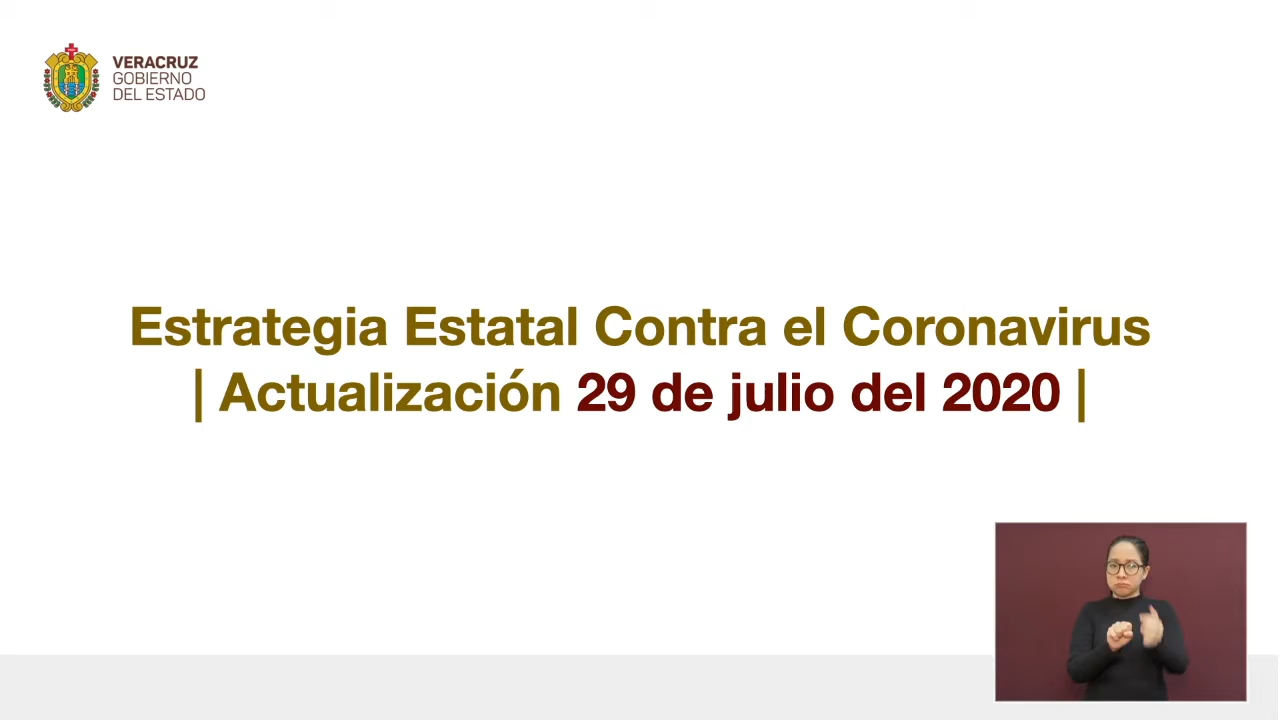 VERACRUZ
GOBIERNO
DEL ESTADO
Estrategia Estatal Contra el Coronavirus
| Actualización 29 de julio del 2020 |